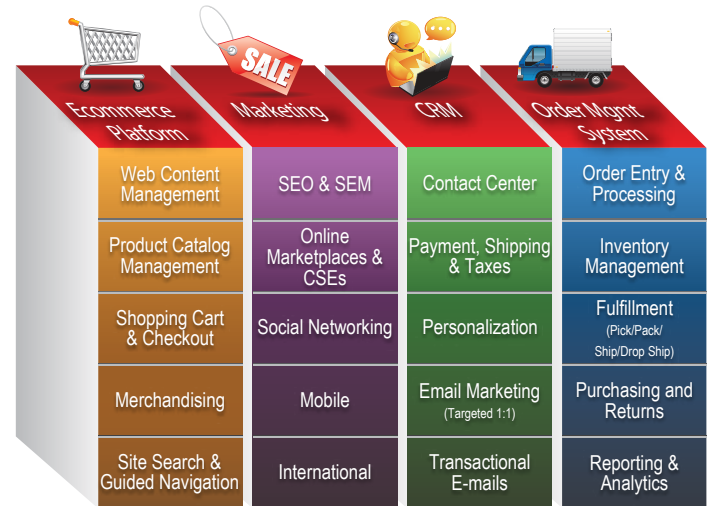 SALE
Ecommerce
Platform
Marketing
CRM
Order Mgmt
System
Web Content
Management
Product Catalog
Management
Shopping Cart
& Checkout
Merchandising
Site Search &
Guided Navigation
SEO & SEM
Online
Marketplaces &
CSEs
Social Networking
Mobile
International
Contact Center
Payment, Shipping
& Taxes
Personalization
Email Marketing
(Targeted 1:1)
Transactional
E-mails
Order Entry &
Processing
Inventory
Management
Fulfillment
(Pick/Pack/
Ship/Drop Ship)
Purchasing and
Returns
Reporting &
Analytics